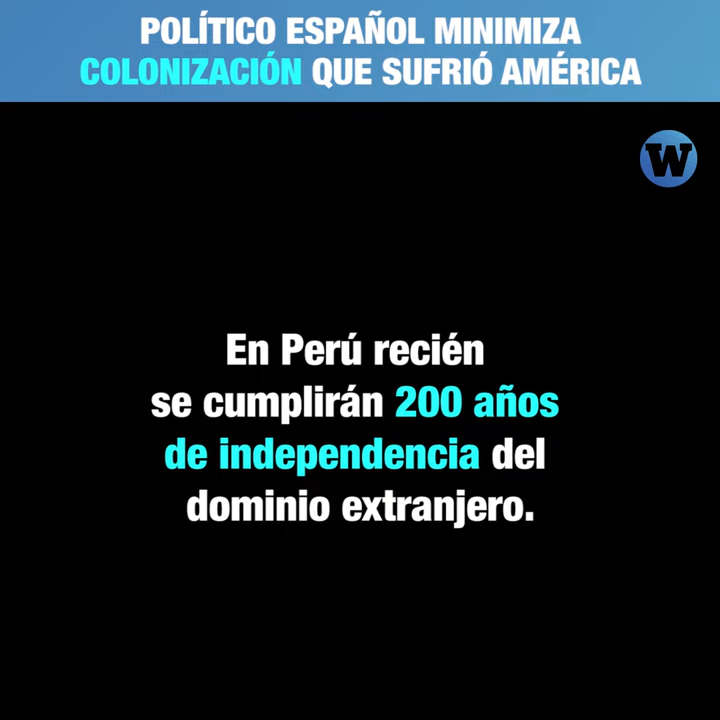 POLÍTICO ESPAÑOL MINIMIZA
COLONIZACIÓN QUE SUFRIÓ AMÉRICA
W
En Perú recién
se cumplirán 200 años
de independencia del
dominio extranjero.